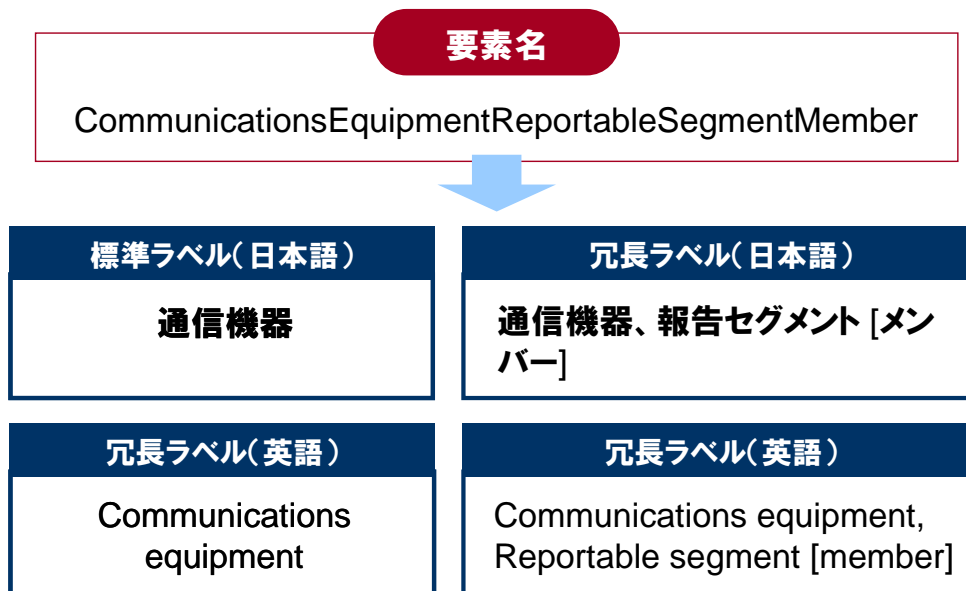 要素名
CommunicationsEquipmentReportableSegmentMember
標準ラベル(日本語)
通信機器
冗長ラベル(日本語)
通信機器、報告セグメント [メン
バー]
冗長ラベル(英語)
Communications
equipment
冗長ラベル(英語)
Communications equipment,
Reportable segment [member]